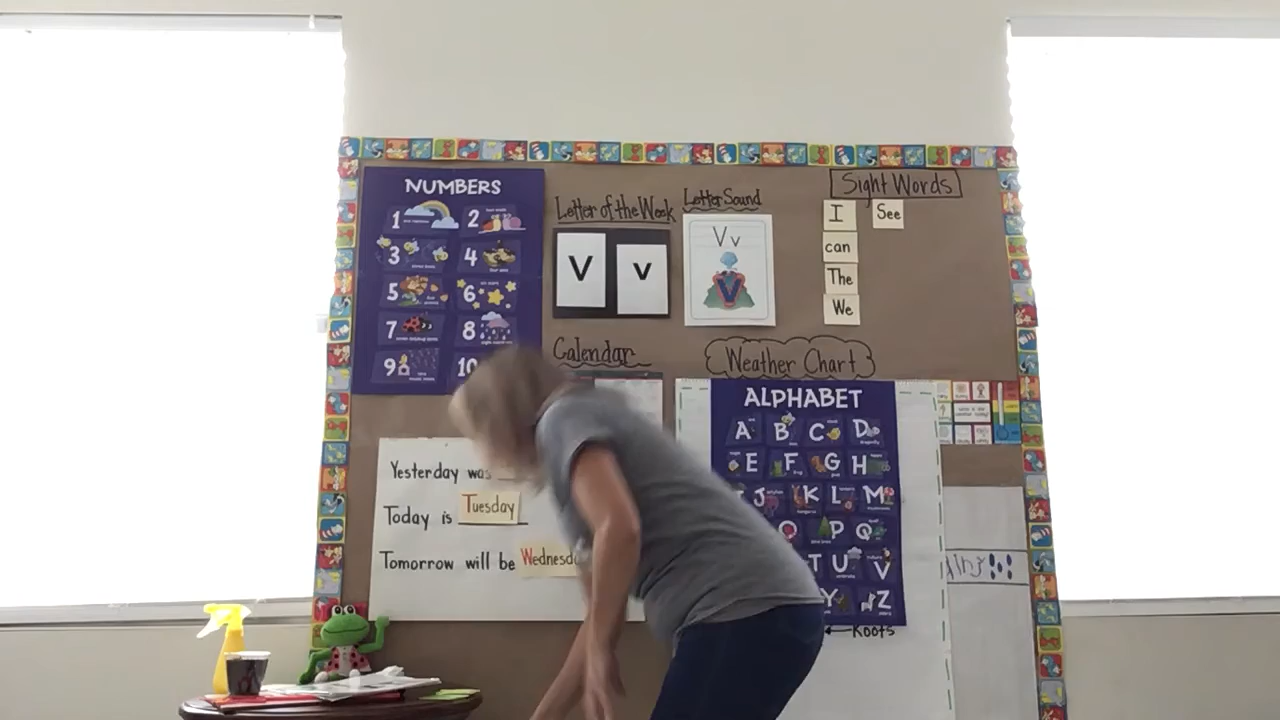 NUMBERS
1 2
3 4
5 6
7 8
9 10
Letter of the Week
V v
Letter Sound
V v
V
Sight Words
I See
can
The
We
Calendar
Weather Chart
Yesterday was
Today is Tuesday
Tomorrow will be Wednesd
ALPHABET
A B C D
E F G H
J K L M
P Q
T U V
Y Z
Roots